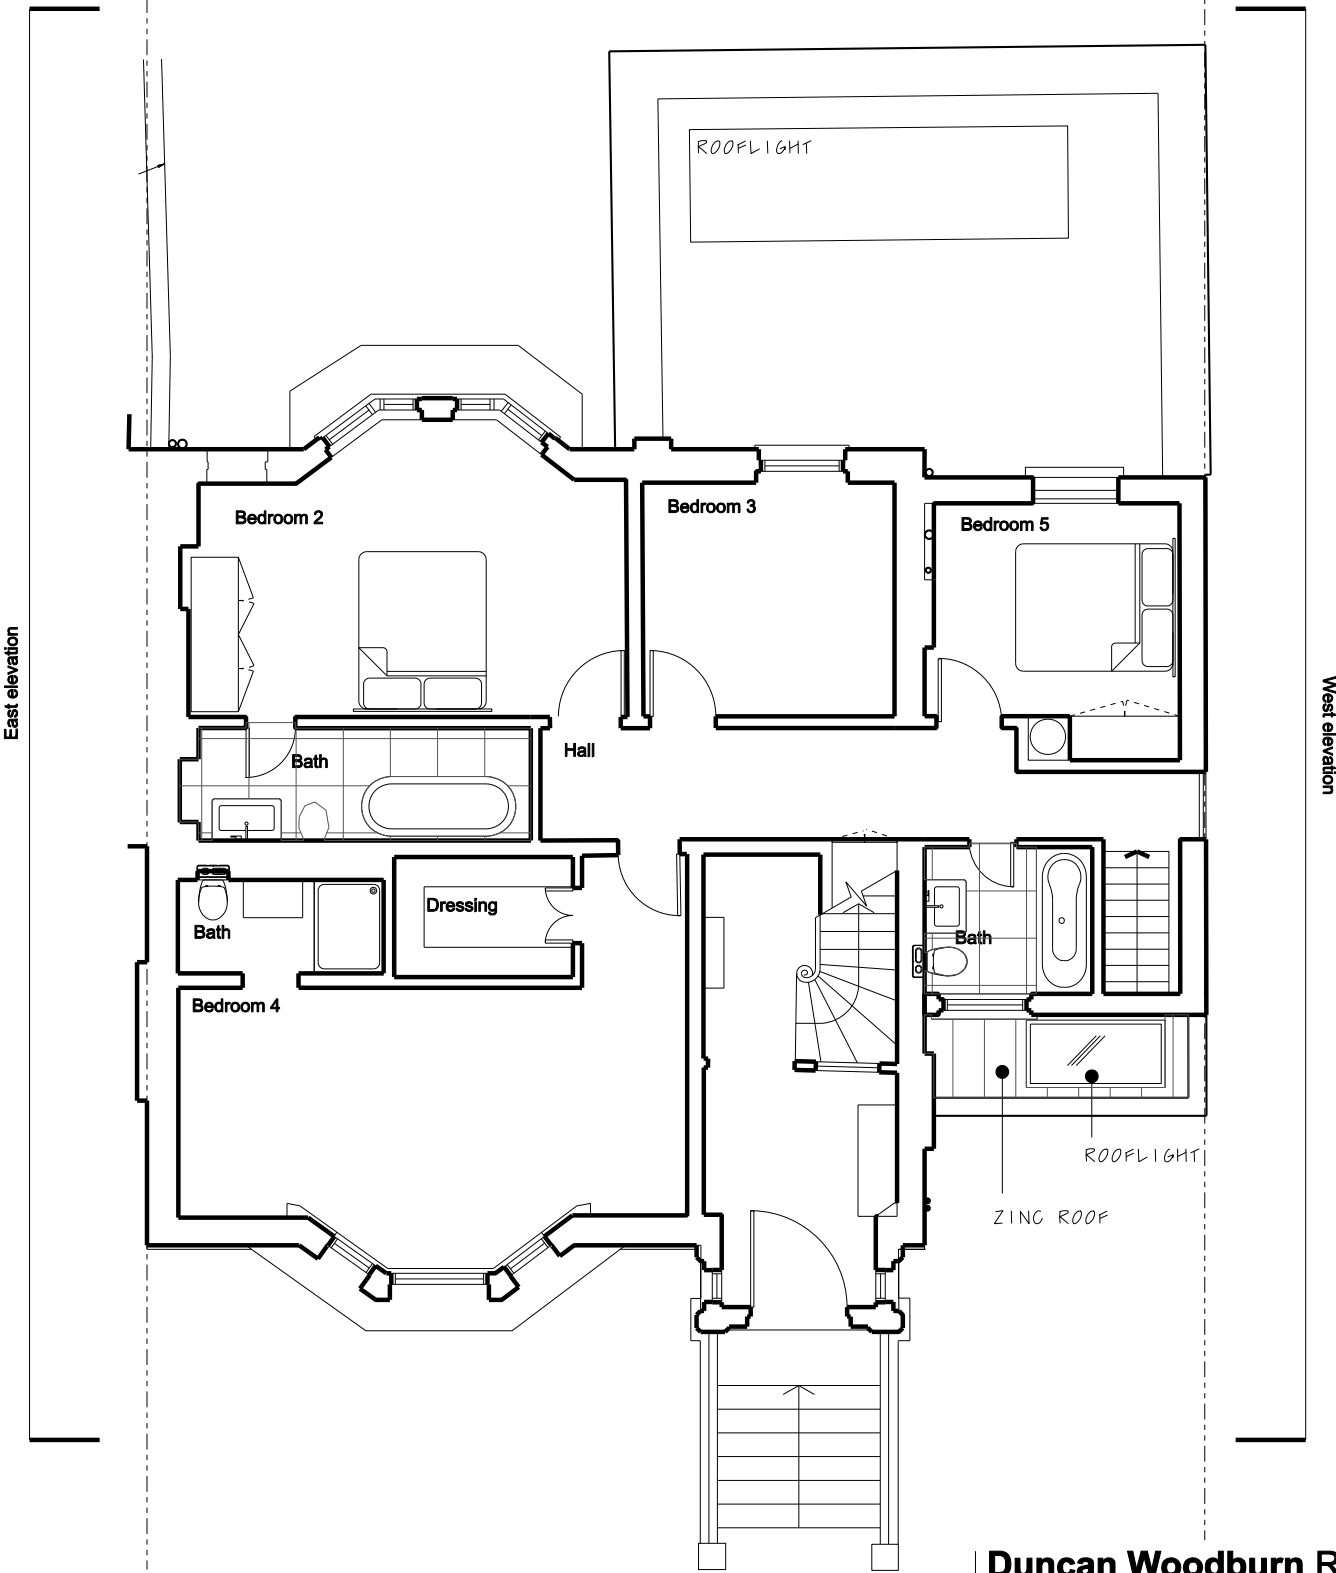 ROOFLIGHT
Bedroom 2
Bedroom 3
Bedroom 5
East elevation
West elevation
Hall
Bath
Dressing
Bath
Bath
Bedroom 4
ROOFLIGHT
ZINC ROOF
Duncan Woodburn R